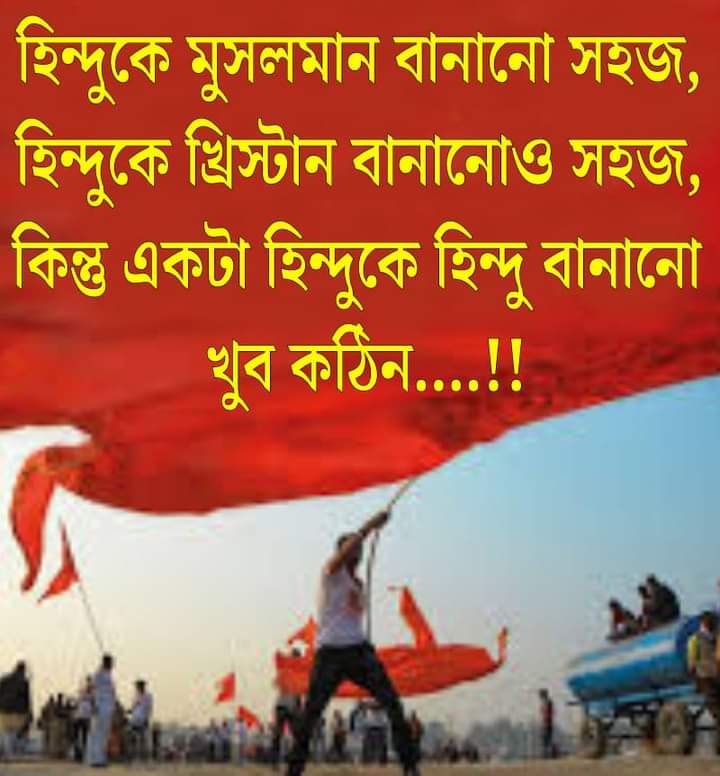 হিন্দুকে মুসলমান বানানো সহজ,
হিন্দুকে খ্রিস্টান বানানোও সহজ,
কিন্তু একটা হিন্দুকে হিন্দু বানানো
খুব কঠিন....!!